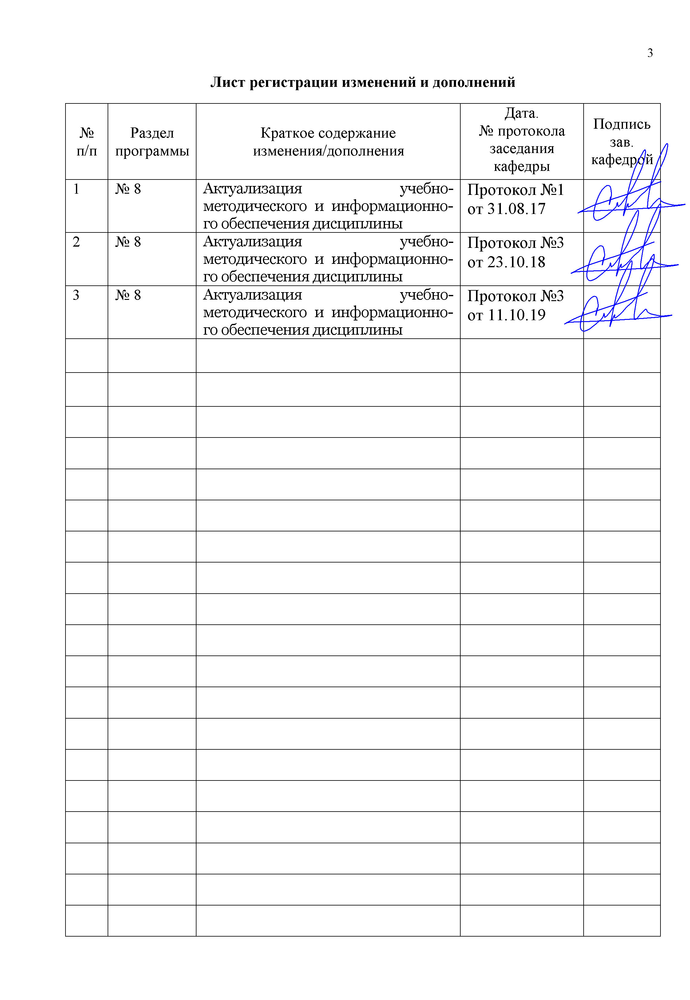 3
Лист регистрации изменений и дополнений
№
п/п
Раздел
программы
Краткое содержание
изменения/дополнения
Дата.
№ протокола
заседания
кафедры
Подпись
зав.
кафедрой
1
№ 8
Актуализация учебно-
методического и информационно-
го обеспечения дисциплины
Протокол №1
от 31.08.17
2
№ 8
Актуализация учебно-
методического и информационно-
го обеспечения дисциплины
Протокол №3
от 23.10.18
3
№ 8
Актуализация учебно-
методического и информационно-
го обеспечения дисциплины
Протокол №3
от 11.10.19